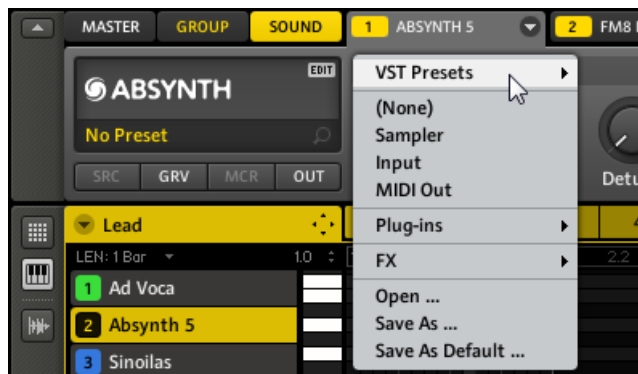 MASTER GROUP SOUND 1 ABSYNTH 5 2 FM8
EDIT
ABSYNTH
No Preset
SRC GRV MCR OUT
VST Presets
(None)
Sampler
Input
MIDI Out
Plug-ins
FX
Open ...
Save As ...
Save As Default ...
Detu
Lead 4
LEN: 1 Bar 1.0 2.2
1 Ad Voca
2 Absynth 5
3 Sinoilas